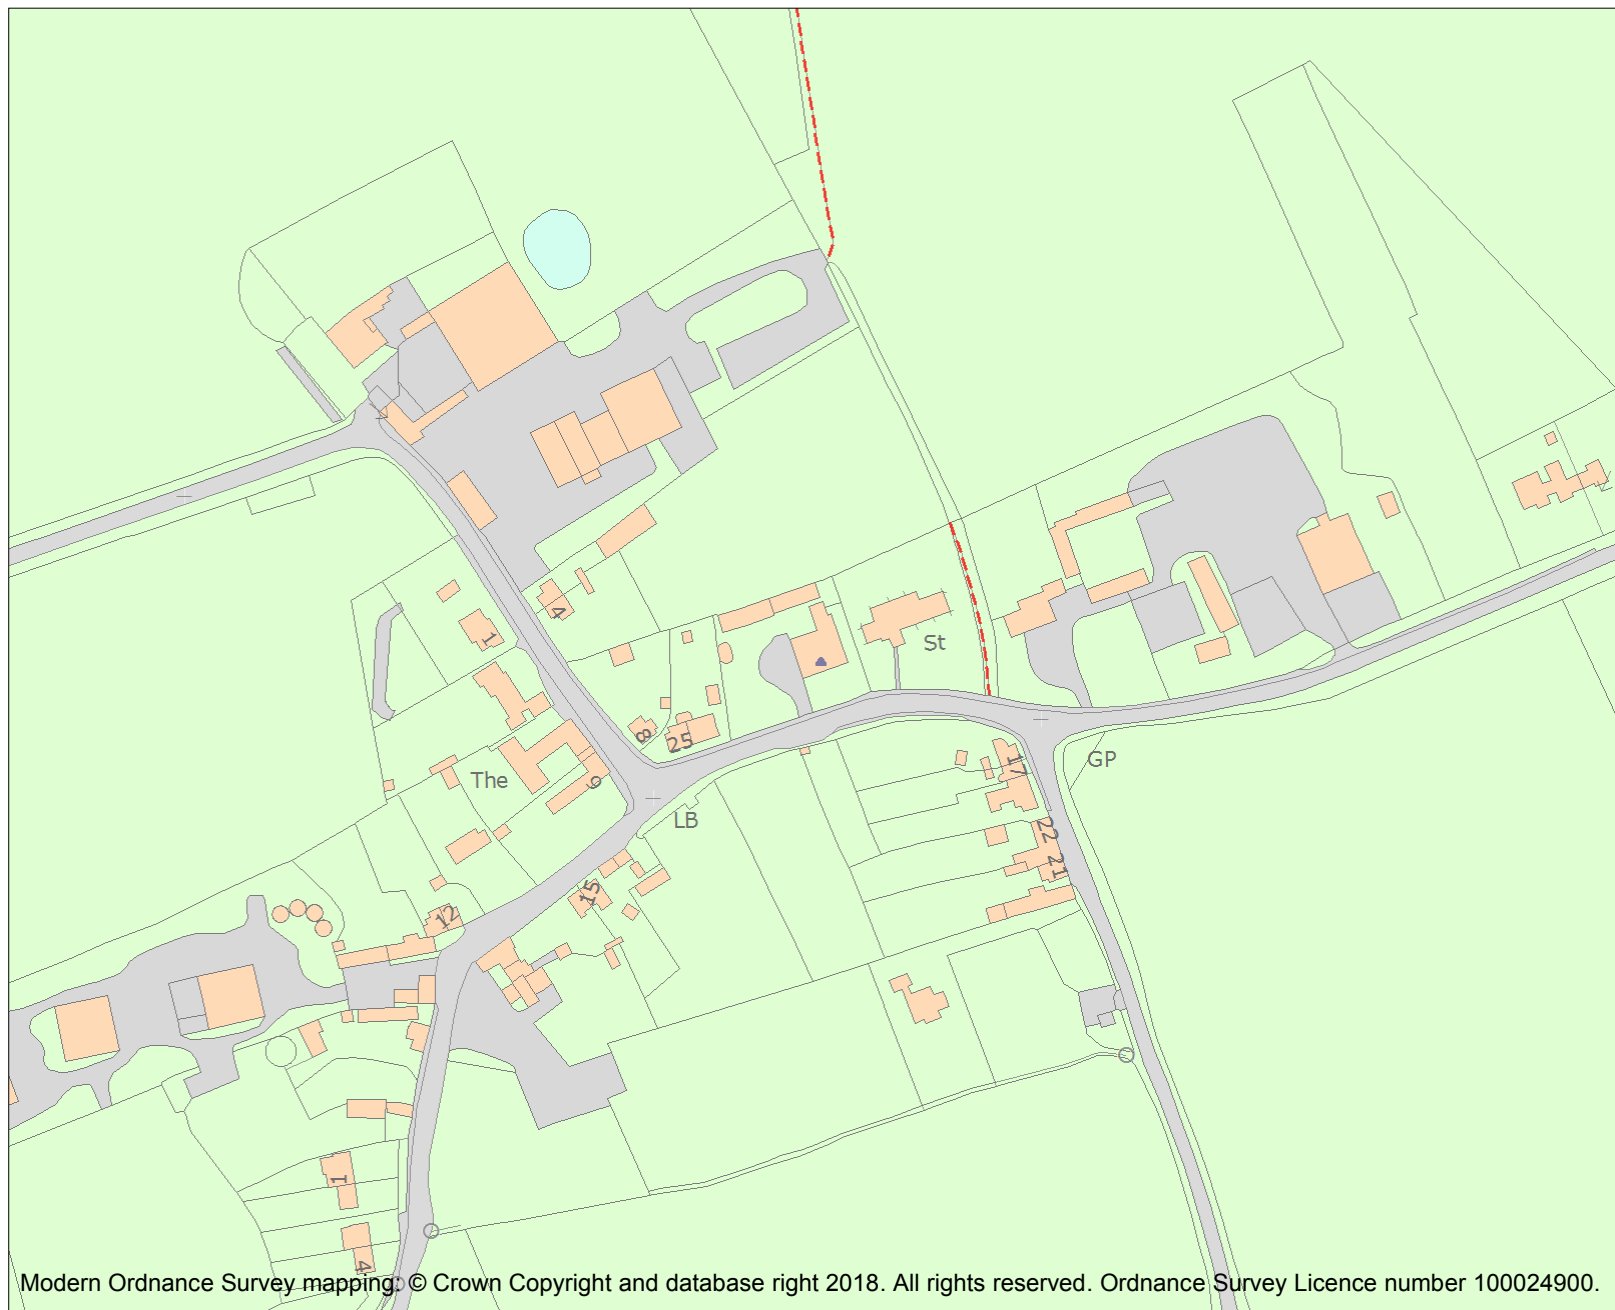 4
1
St
8
25
The
9
17
GP
LB
22
21
15
12
1
4
Modern Ordnance Survey mapping: © Crown Copyright and database right 2018. All rights reserved. Ordnance Survey Licence number 100024900.